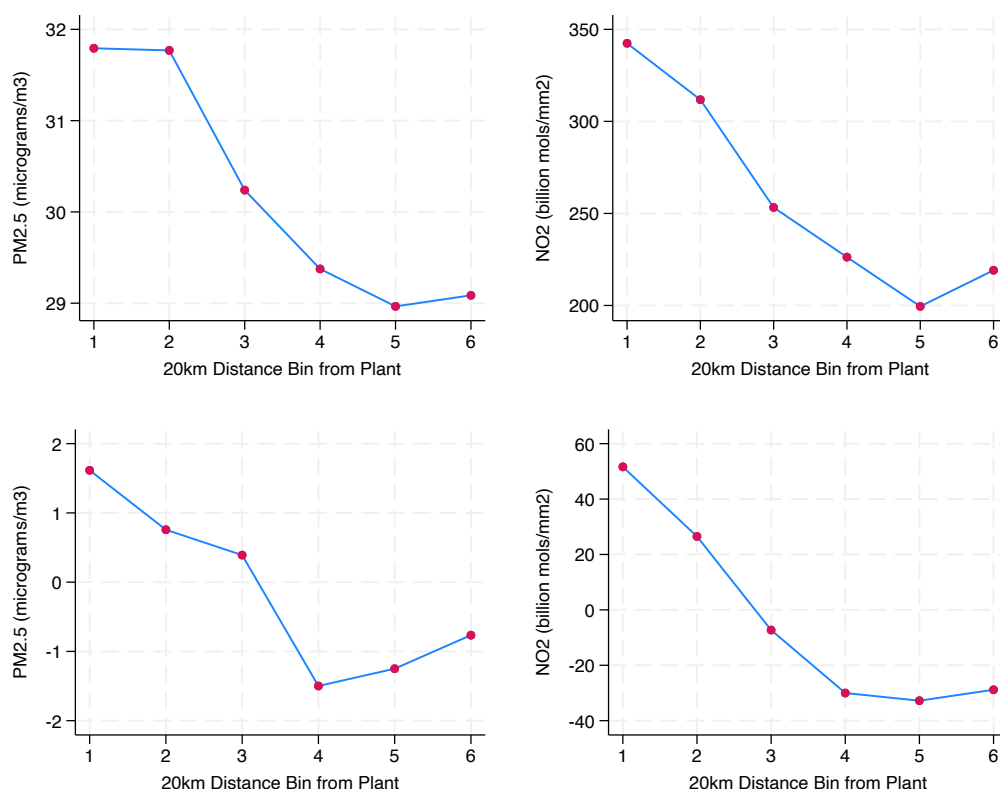 32
31
30
29
PM2.5 (micrograms/m3)
1 2 3 4 5 6
20km Distance Bin from Plant
350
300
250
200
NO2 (billion mols/mm2)
1 2 3 4 5 6
20km Distance Bin from Plant
2
1
0
-1
-2
PM2.5 (micrograms/m3)
1 2 3 4 5 6
20km Distance Bin from Plant
60
40
20
0
-20
-40
NO2 (billion mols/mm2)
1 2 3 4 5 6
20km Distance Bin from Plant